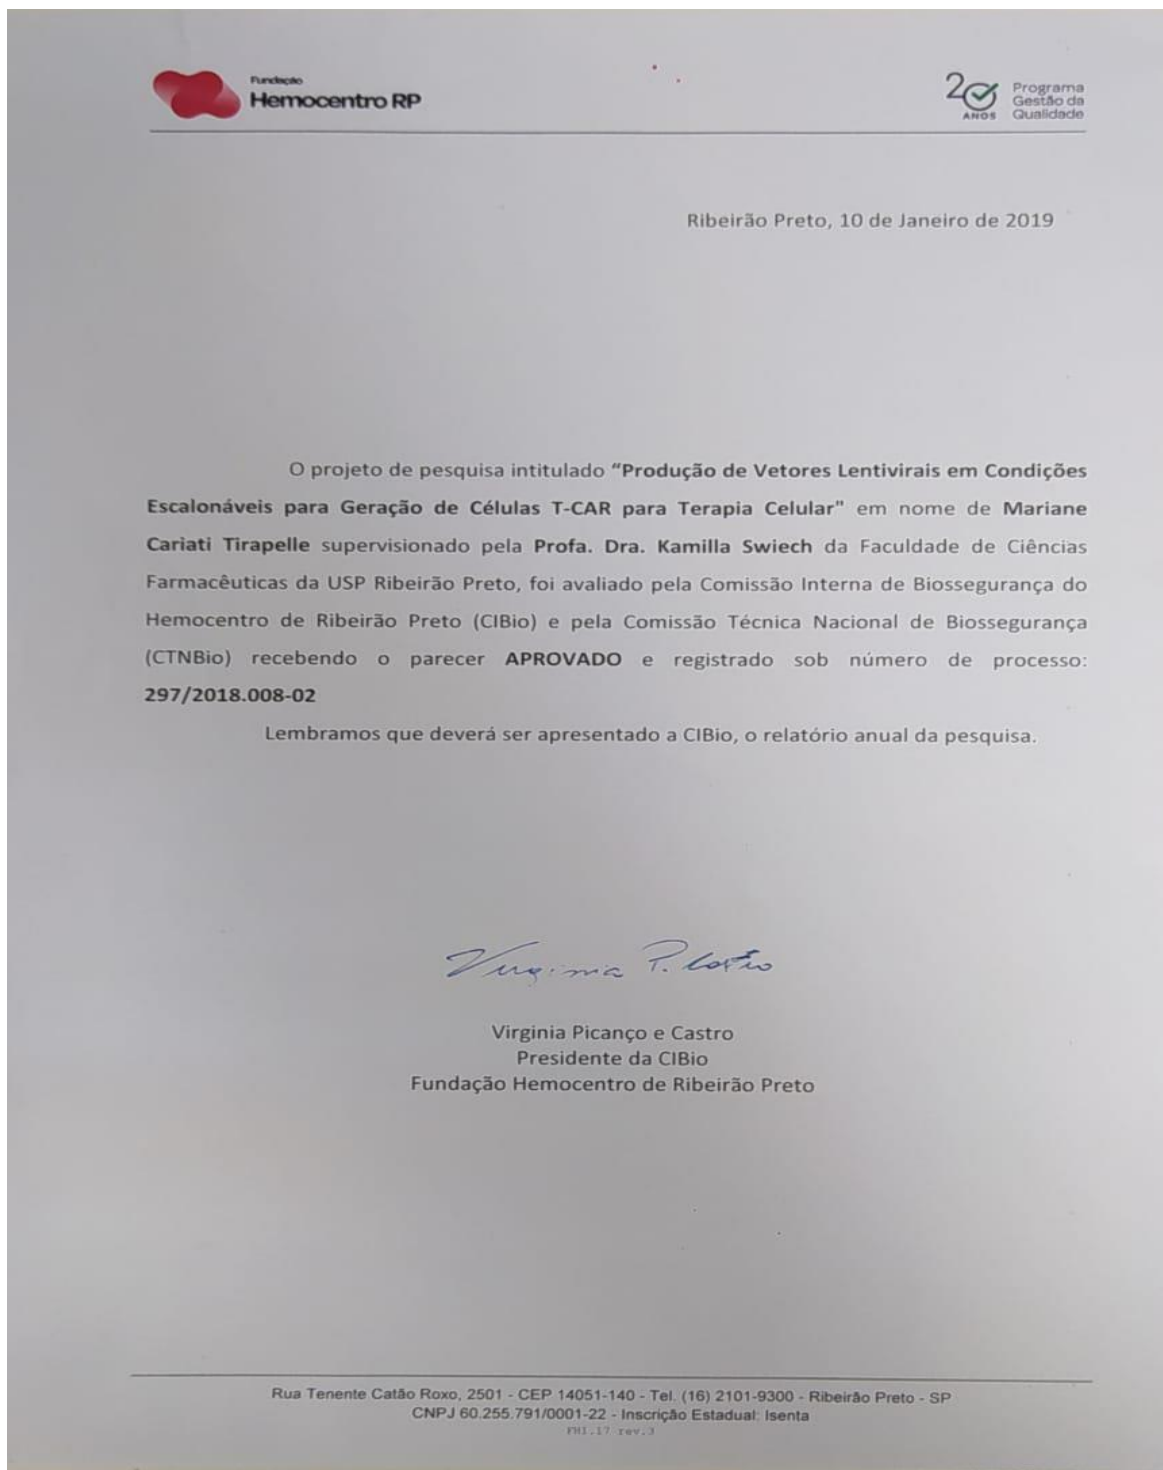 Fundação
Hemocentro RP
20
ANOS
Programa
Gestão da
Qualidade
Ribeirão Preto, 10 de Janeiro de 2019
O projeto de pesquisa intitulado “Produção de Vetores Lentivirais em Condições
Escalonáveis para Geração de Células T-CAR para Terapia Celular" em nome de Mariane
Cariati Tirapelle supervisionado pela Profa. Dra. Kamilla Swiech da Faculdade de Ciências
Farmacêuticas da USP Ribeirão Preto, foi avaliado pela Comissão Interna de Biossegurança do
Hemocentro de Ribeirão Preto (CIBio) e pela Comissão Técnica Nacional de Biossegurança
(CTNBio) recebendo o parecer APROVADO e registrado sob número de processo:
297/2018.008-02
Lembramos que deverá ser apresentado a CIBio, o relatório anual da pesquisa.
Virginia P. Castro
Virginia Picanço e Castro
Presidente da CIBio
Fundação Hemocentro de Ribeirão Preto
Rua Tenente Catão Roxo, 2501 - CEP 14051-140 - Tel. (16) 2101-9300 - Ribeirão Preto - SP
CNPJ 60.255.791/0001-22 - Inscrição Estadual: Isenta
FHI.17 rev.3